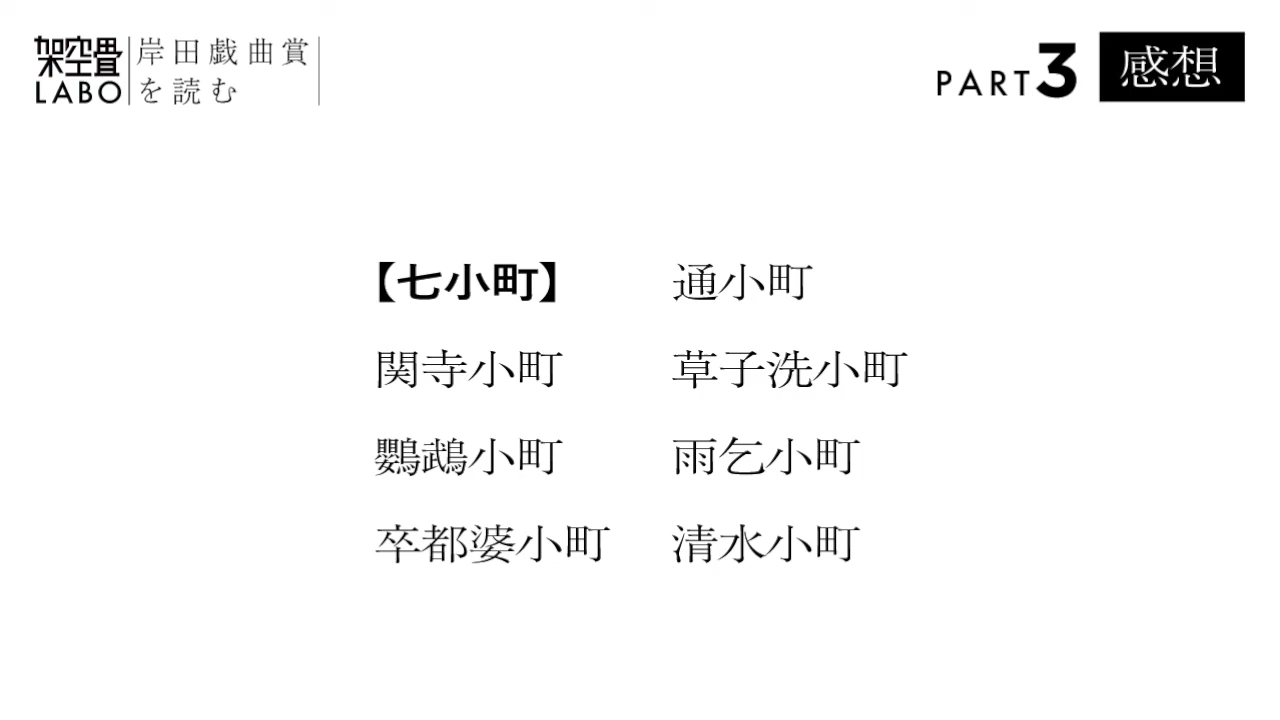 架空畳
LABO
岸田戯曲賞
を読む
PART3 感想
【七小町】 通小町
関寺小町 草子洗小町
鸚鵡小町 雨乞小町
卒都婆小町 清水小町